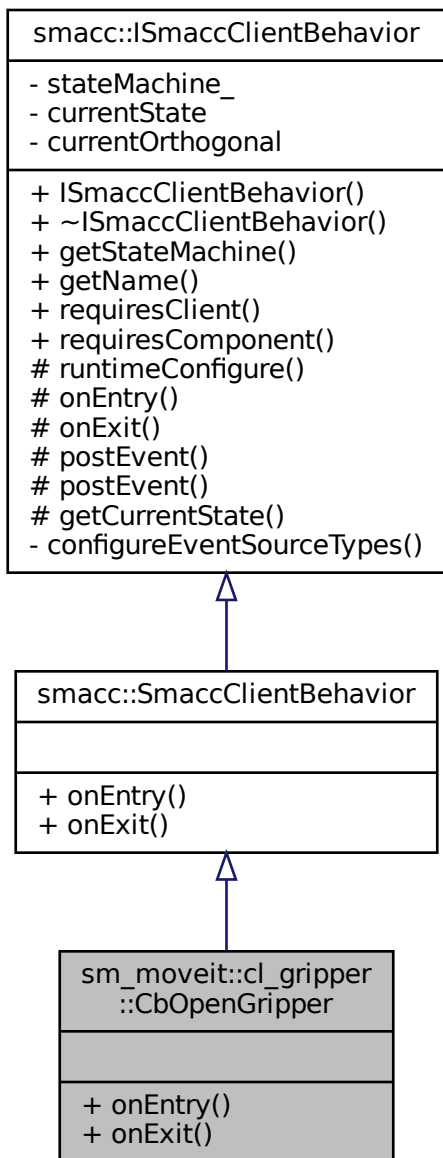 smacc::ISmaccClientBehavior
- stateMachine_
- currentState
- currentOrthogonal
+ ISmaccClientBehavior()
+ ~ISmaccClientBehavior()
+ getStateMachine()
+ getName()
+ requiresClient()
+ requiresComponent()
# runtimeConfigure()
# onEntry()
# onExit()
# postEvent()
# postEvent()
# getCurrentState()
- configureEventSourceTypes()
smacc::SmaccClientBehavior
+ onEntry()
+ onExit()
sm_moveit::cl_gripper
::CbOpenGripper
+ onEntry()
+ onExit()